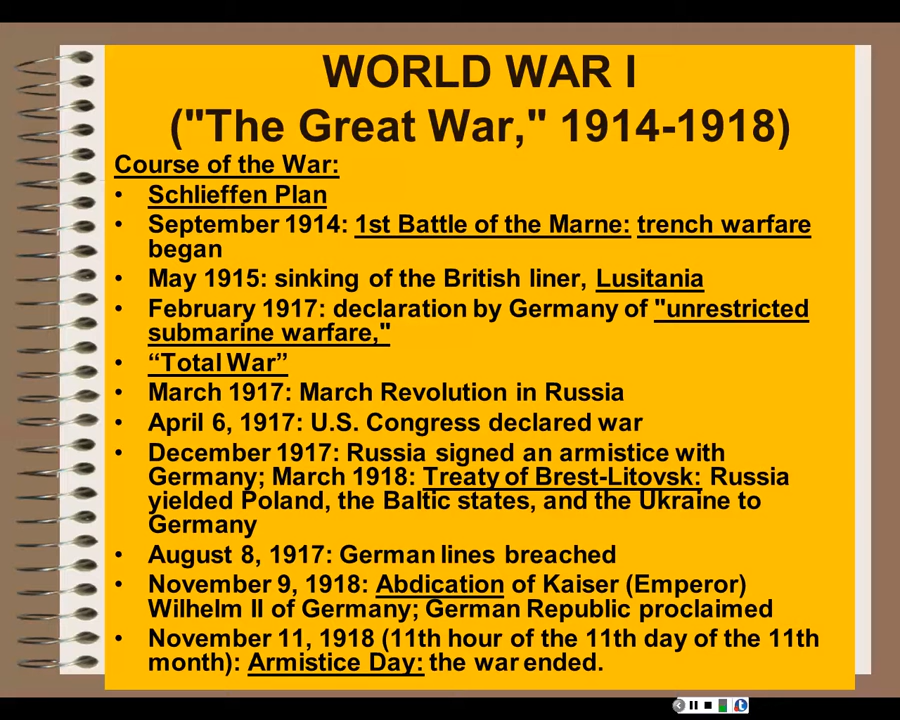 WORLD WAR I
("The Great War," 1914-1918)
Course of the War:
• Schlieffen Plan
• September 1914: 1st Battle of the Marne: trench warfare
began
• May 1915: sinking of the British liner, Lusitania
• February 1917: declaration by Germany of "unrestricted
submarine warfare,"
• “Total War”
• March 1917: March Revolution in Russia
• April 6, 1917: U.S. Congress declared war
• December 1917: Russia signed an armistice with
Germany; March 1918: Treaty of Brest-Litovsk: Russia
yielded Poland, the Baltic states, and the Ukraine to
Germany
• August 8, 1917: German lines breached
• November 9, 1918: Abdication of Kaiser (Emperor)
Wilhelm II of Germany; German Republic proclaimed
• November 11, 1918 (11th hour of the 11th day of the 11th
month): Armistice Day: the war ended.